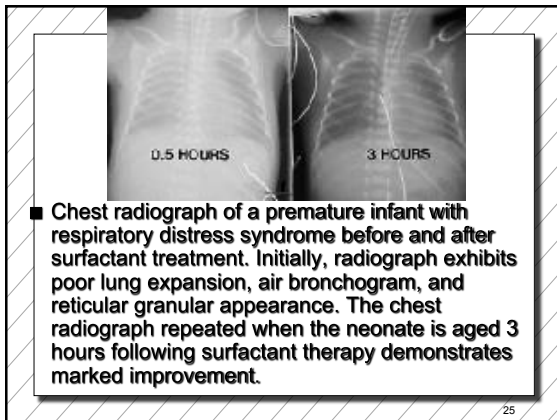 0.5 HOURS
3 HOURS
■ Chest radiograph of a premature infant with
respiratory distress syndrome before and after
surfactant treatment. Initially, radiograph exhibits
poor lung expansion, air bronchogram, and
reticular granular appearance. The chest
radiograph repeated when the neonate is aged 3
hours following surfactant therapy demonstrates
marked improvement.
25